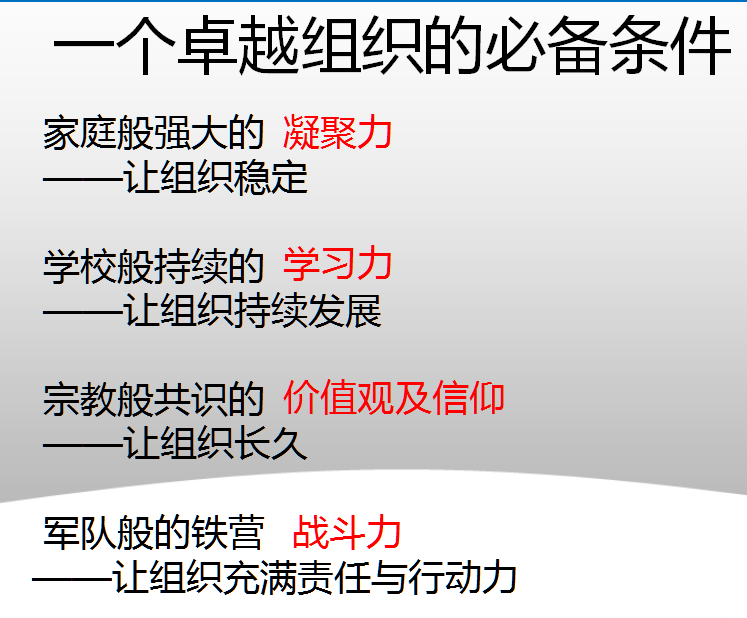 一个卓越组织的必备条件
家庭般强大的 凝聚力
——让组织稳定
学校般持续的 学习力
——让组织持续发展
宗教般共识的 价值观及信仰
——让组织长久
军队般的铁营 战斗力
——让组织充满责任与行动力